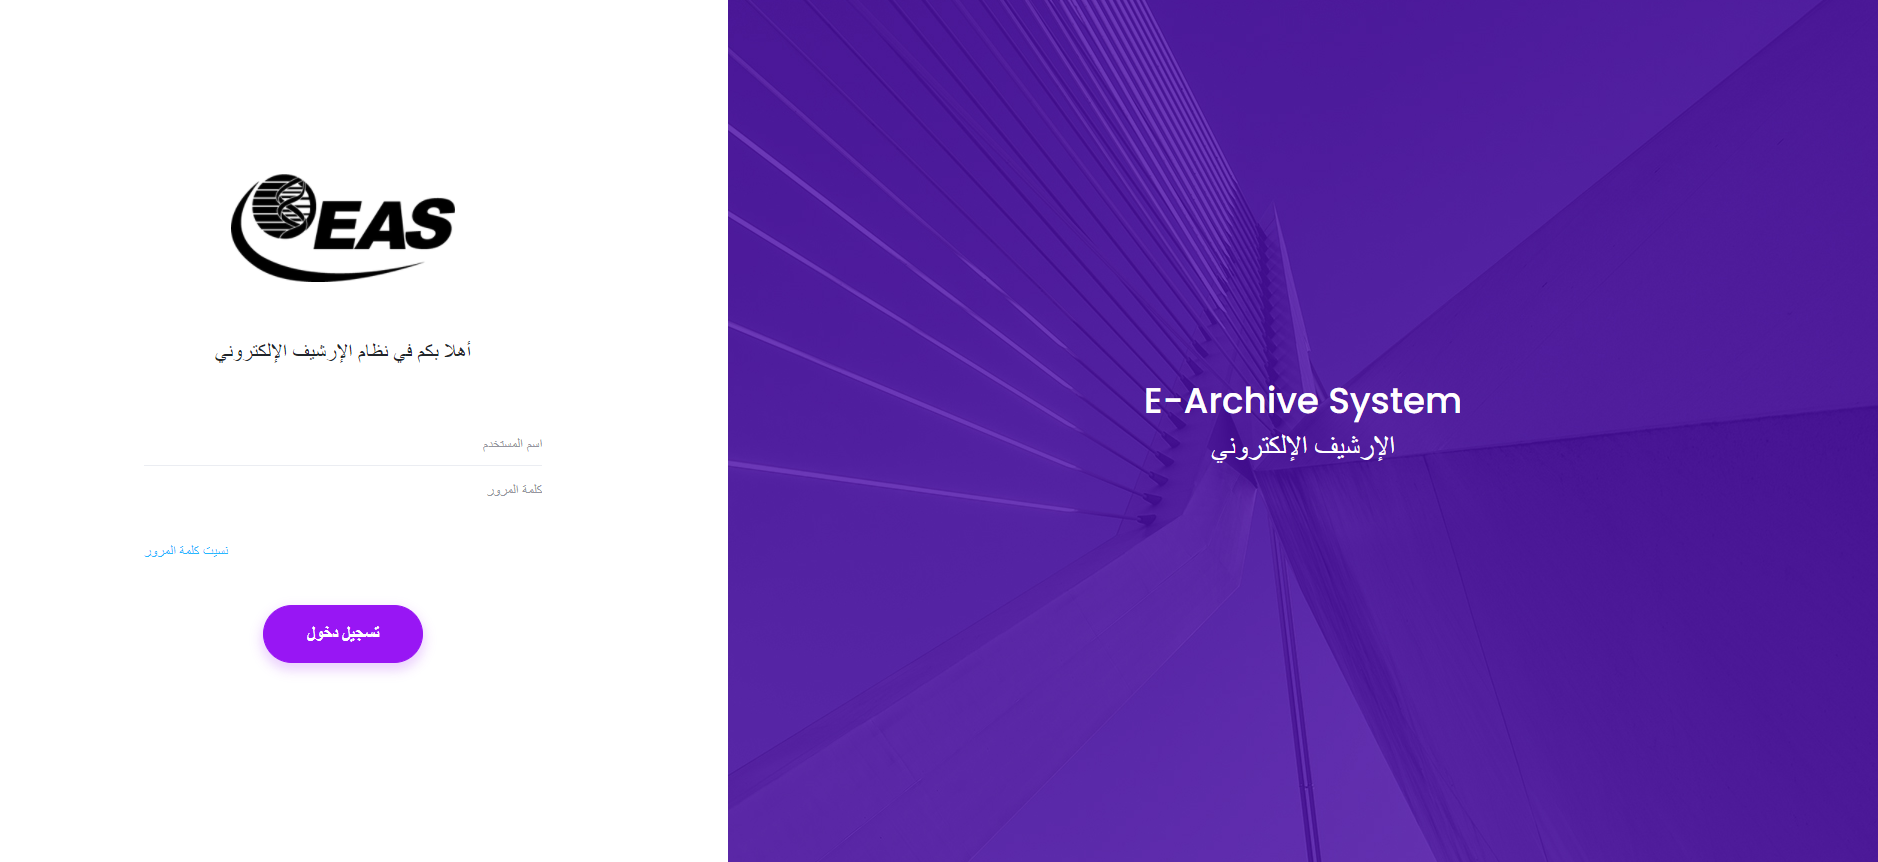 EAS
أهلا بكم في نظام الإرشيف الإلكتروني
اسم المستخدم
كلمة المرور
نسيت كلمة المرور
تسجيل دخول
E-Archive System
الإرشيف الإلكتروني